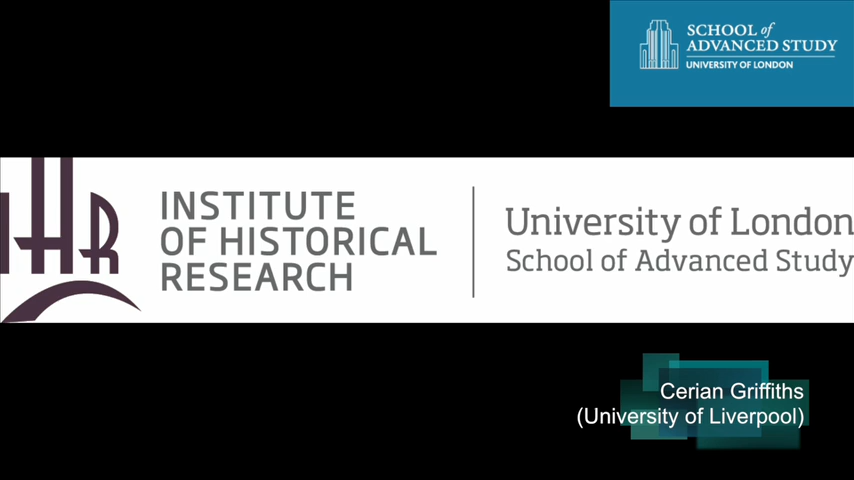 SCHOOL of
ADVANCED STUDY
UNIVERSITY OF LONDON
IHR
INSTITUTE
OF HISTORICAL
RESEARCH
University of London
School of Advanced Study
Cerian Griffiths
(University of Liverpool)